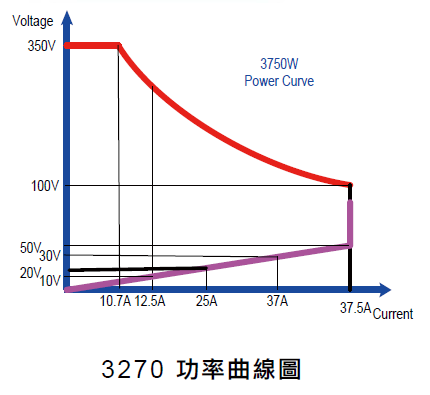 Voltage
350V
3750W
Power Curve
100V
50V
30V
20V
10V
10.7A 12.5A 25A 37A 37.5A
Current
3270 功率曲線圖